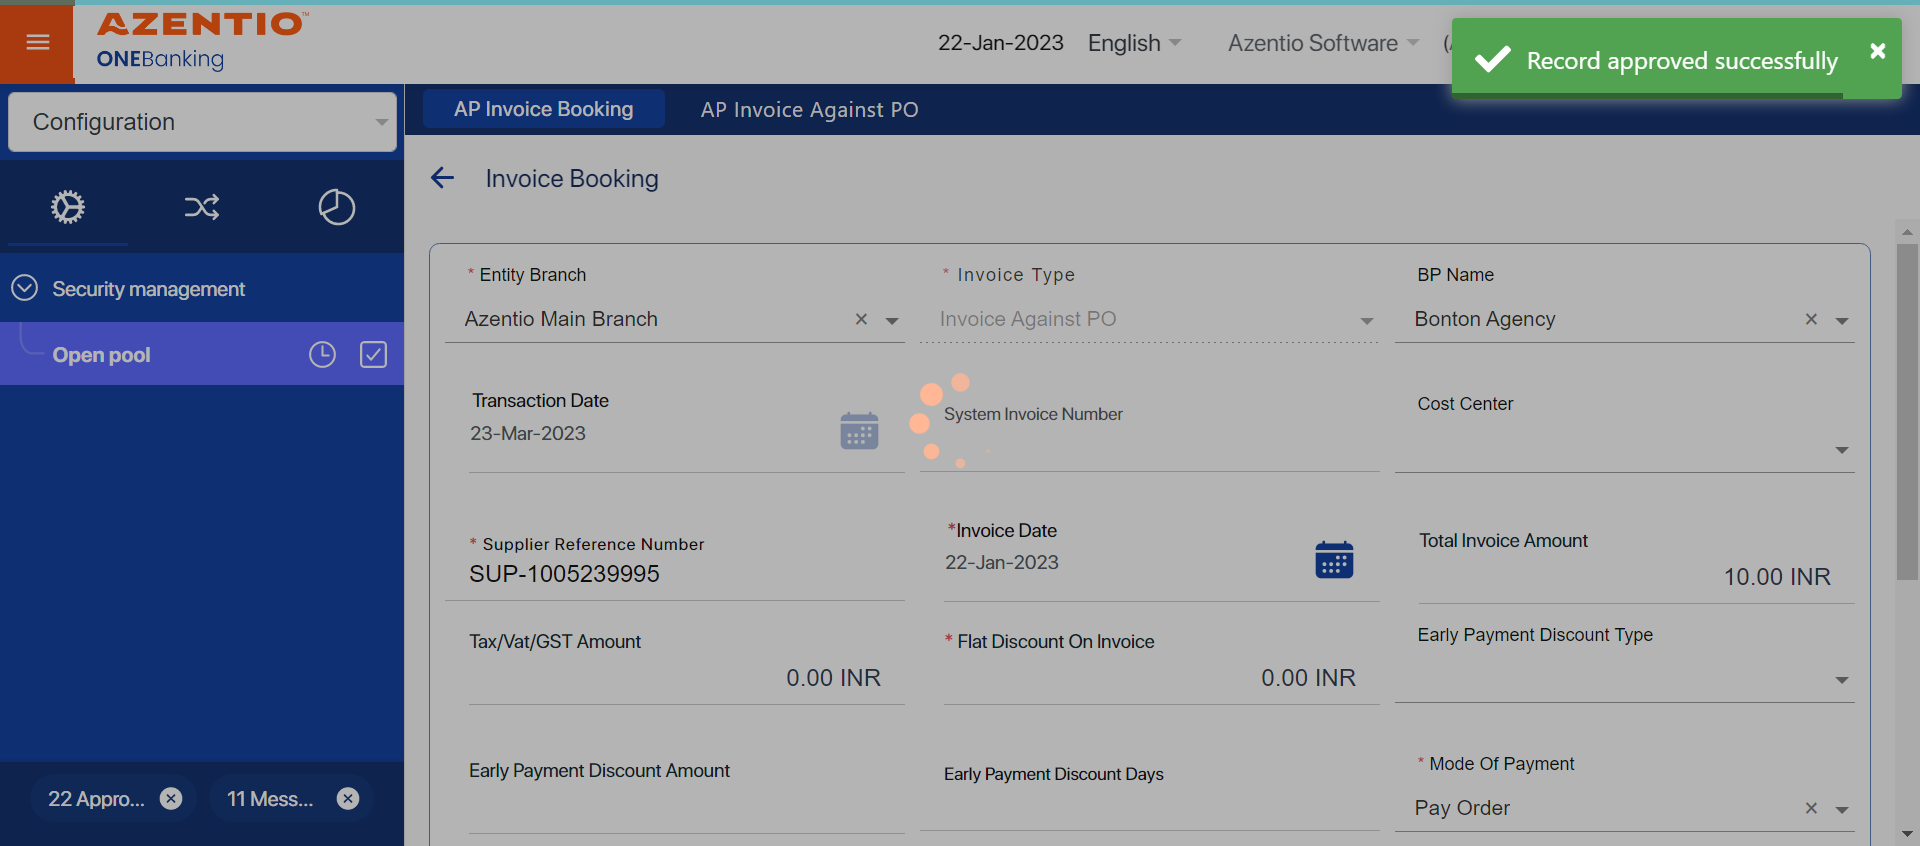 AZENTIO™
ONEBanking
22-Jan-2023
English
Azentio Software
Record approved successfully
Configuration
AP Invoice Booking
AP Invoice Against PO
Invoice Booking
Security management
Open pool
* Entity Branch
Azentio Main Branch
* Invoice Type
Invoice Against PO
BP Name
Bonton Agency
Transaction Date
23-Mar-2023
System Invoice Number
Cost Center
* Supplier Reference Number
SUP-1005239995
*Invoice Date
22-Jan-2023
Total Invoice Amount
10.00 INR
Tax/Vat/GST Amount
0.00 INR
* Flat Discount On Invoice
0.00 INR
Early Payment Discount Type
Early Payment Discount Amount
Early Payment Discount Days
* Mode Of Payment
Pay Order
22 Appro...
11 Mess...